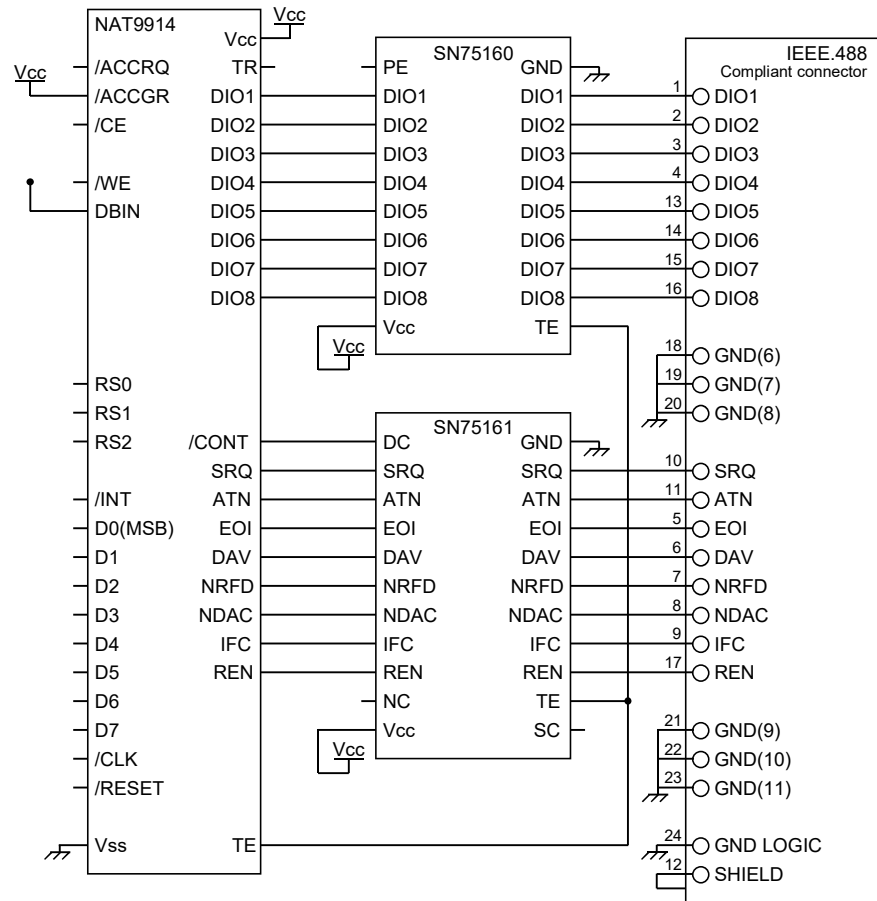 NAT9914
Vcc
Vcc
Vcc
/ACCRQ
/ACCGR
/CE
/WE
DBIN
RS0
RS1
RS2
/INT
D0(MSB)
D1
D2
D3
D4
D5
D6
D7
/CLK
/RESET
Vss
TR
DIO1
DIO2
DIO3
DIO4
DIO5
DIO6
DIO7
DIO8
/CONT
SRQ
ATN
EOI
DAV
NRFD
NDAC
IFC
REN
TE
SN75160
PE
DIO1
DIO2
DIO3
DIO4
DIO5
DIO6
DIO7
DIO8
Vcc
Vcc
GND
DIO1
DIO2
DIO3
DIO4
DIO5
DIO6
DIO7
DIO8
TE
SN75161
DC
SRQ
ATN
EOI
DAV
NRFD
NDAC
IFC
REN
NC
Vcc
Vcc
GND
SRQ
ATN
EOI
DAV
NRFD
NDAC
IFC
REN
TE
SC
IEEE.488
Compliant connector
1 DIO1
2 DIO2
3 DIO3
4 DIO4
13 DIO5
14 DIO6
15 DIO7
16 DIO8
18 GND(6)
19 GND(7)
20 GND(8)
10 SRQ
11 ATN
5 EOI
6 DAV
7 NRFD
8 NDAC
9 IFC
17 REN
21 GND(9)
22 GND(10)
23 GND(11)
24 GND LOGIC
12 SHIELD